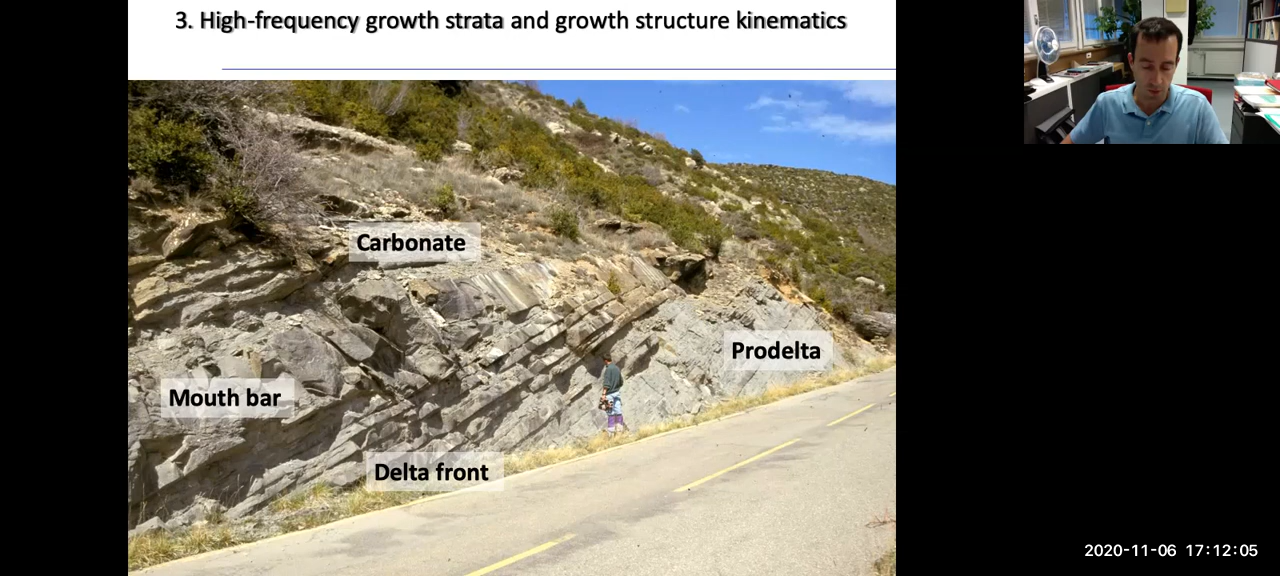 3. High-frequency growth strata and growth structure kinematics
Carbonate
Prodelta
Mouth bar
Delta front
2020-11-06 17:12:05